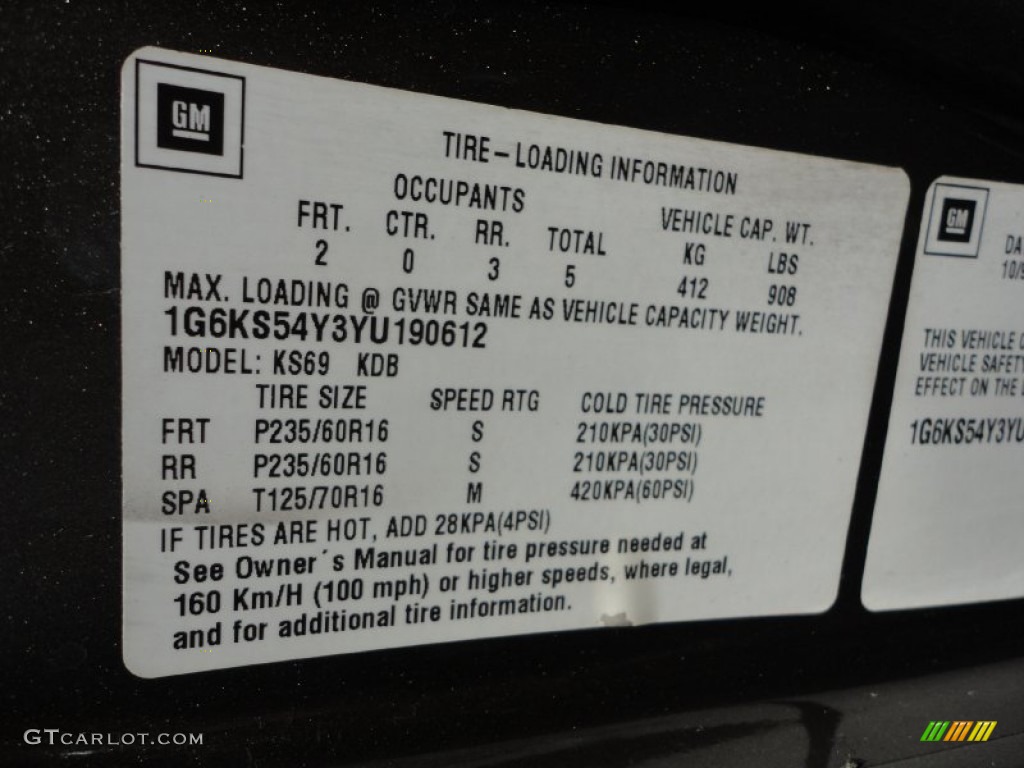 GM
TIRE-LOADING INFORMATION
OCCUPANTS
VEHICLE CAP. WT.
FRT. CTR. RR. TOTAL KG LBS
2 0 3 5 412 908
MAX. LOADING @ GVWR SAME AS VEHICLE CAPACITY WEIGHT.
1G6KS54Y3YU190612
MODEL: KS69 KDB
TIRE SIZE SPEED RTG COLD TIRE PRESSURE
FRT P235/60R16 S 210KPA(30PSI)
RR P235/60R16 S 210KPA(30PSI)
SPA T125/70R16 M 420KPA(60PSI)
IF TIRES ARE HOT, ADD 28KPA(4PSI)
See Owner´s Manual for tire pressure needed at
160 Km/H (100 mph) or higher speeds, where legal,
and for additional tire information.
GM
DA
10/
THIS VEHICLE
VEHICLE SAFETY
EFFECT ON THE
1G6KS54Y3YU
GTCARLOT.COM